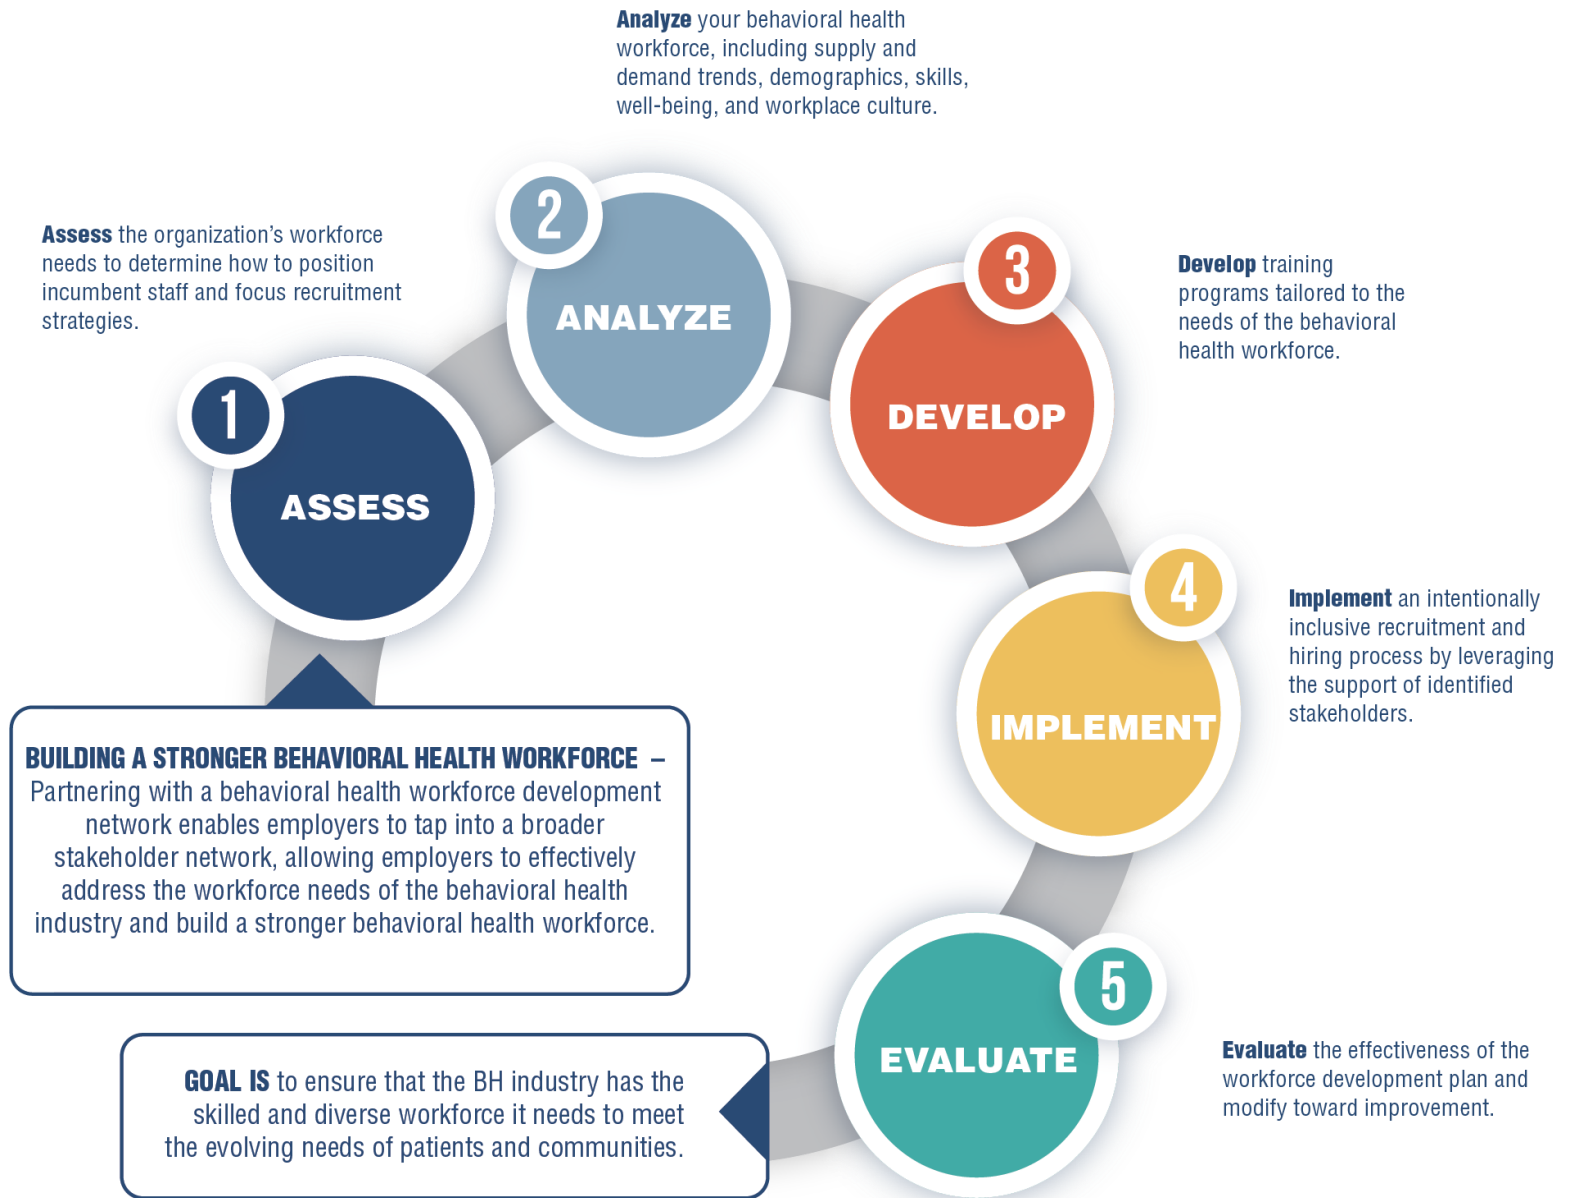 Analyze your behavioral health
workforce, including supply and
demand trends, demographics, skills,
well-being, and workplace culture.
2
ANALYZE
Assess the organization’s workforce
needs to determine how to position
incumbent staff and focus recruitment
strategies.
1
ASSESS
3
DEVELOP
Develop training
programs tailored to the
needs of the behavioral
health workforce.
4
IMPLEMENT
Implement an intentionally
inclusive recruitment and
hiring process by leveraging
the support of identified
stakeholders.
BUILDING A STRONGER BEHAVIORAL HEALTH WORKFORCE –
Partnering with a behavioral health workforce development
network enables employers to tap into a broader
stakeholder network, allowing employers to effectively
address the workforce needs of the behavioral health
industry and build a stronger behavioral health workforce.
5
EVALUATE
Evaluate the effectiveness of the
workforce development plan and
modify toward improvement.
GOAL IS to ensure that the BH industry has the
skilled and diverse workforce it needs to meet
the evolving needs of patients and communities.